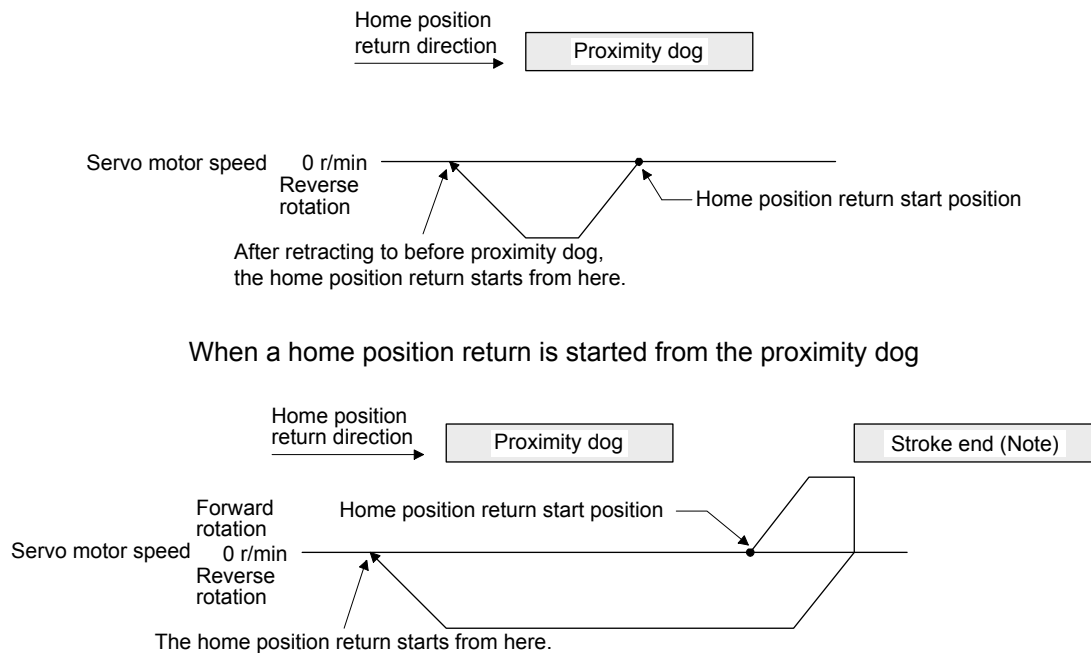 Home position
return direction
Proximity dog
Servo motor speed
0 r/min
Reverse
rotation
Home position return start position
After retracting to before proximity dog,
the home position return starts from here.
When a home position return is started from the proximity dog
Home position
return direction
Proximity dog
Stroke end (Note)
Forward
rotation
Home position return start position
Servo motor speed
0 r/min
Reverse
rotation
The home position return starts from here.